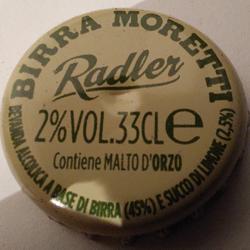 BIRRA MORETTI
Radler
2%VOL.33CL℮
Contiene MALTO D'ORZO
BEVANDA ALCOLICA A BASE DI BIRRA (45%) E SUCCO DI LIMONE (2,5%)